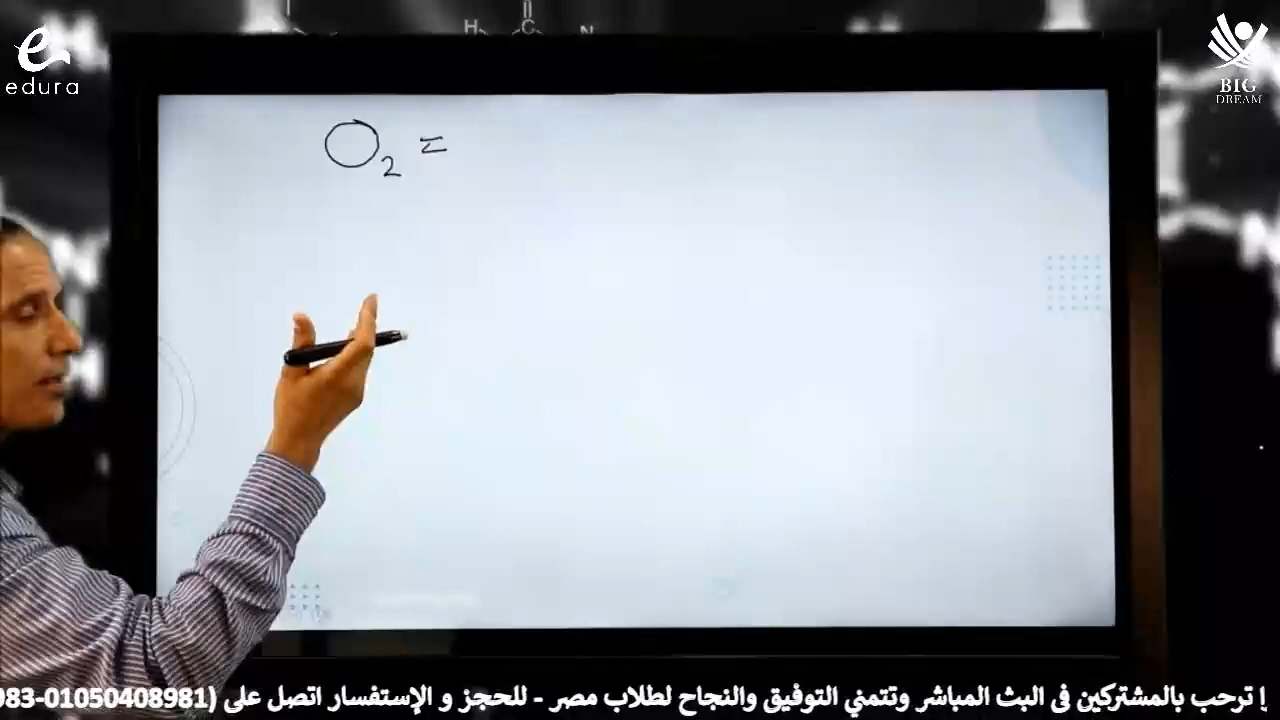 H C N
edura
BIG
DREAM
O₂ =
إ ترحب بالمشتركين فى البث المباشر وتتمني التوفيق والنجاح لطلاب مصر - للحجز و الإستفسار اتصل على (01050408981-983